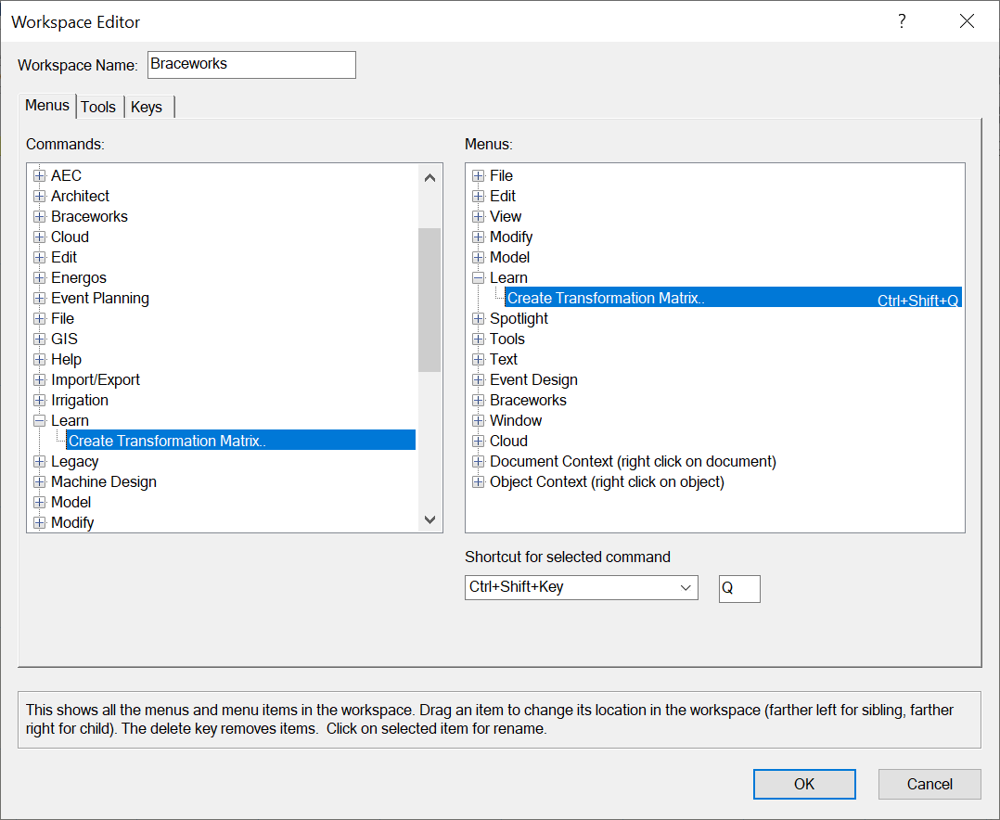 Workspace Editor
?
Workspace Name: Braceworks
Menus Tools Keys
Commands:
AEC
Architect
Braceworks
Cloud
Edit
Energos
Event Planning
File
GIS
Help
Import/Export
Irrigation
Learn
Create Transformation Matrix..
Legacy
Machine Design
Model
Modify
Menus:
File
Edit
View
Modify
Model
Learn
Create Transformation Matrix.. Ctrl+Shift+Q
Spotlight
Tools
Text
Event Design
Braceworks
Window
Cloud
Document Context (right click on document)
Object Context (right click on object)
Shortcut for selected command
Ctrl+Shift+Key Q
This shows all the menus and menu items in the workspace. Drag an item to change its location in the workspace (farther left for sibling, farther
right for child). The delete key removes items.  Click on selected item for rename.
OK Cancel